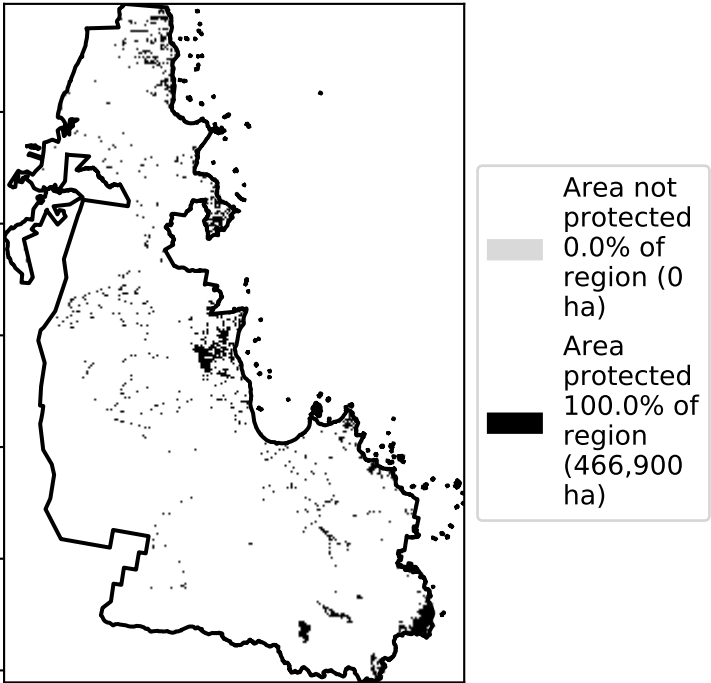 Area not
protected
0.0% of
region (0
ha)
Area
protected
100.0% of
region
(466,900
ha)